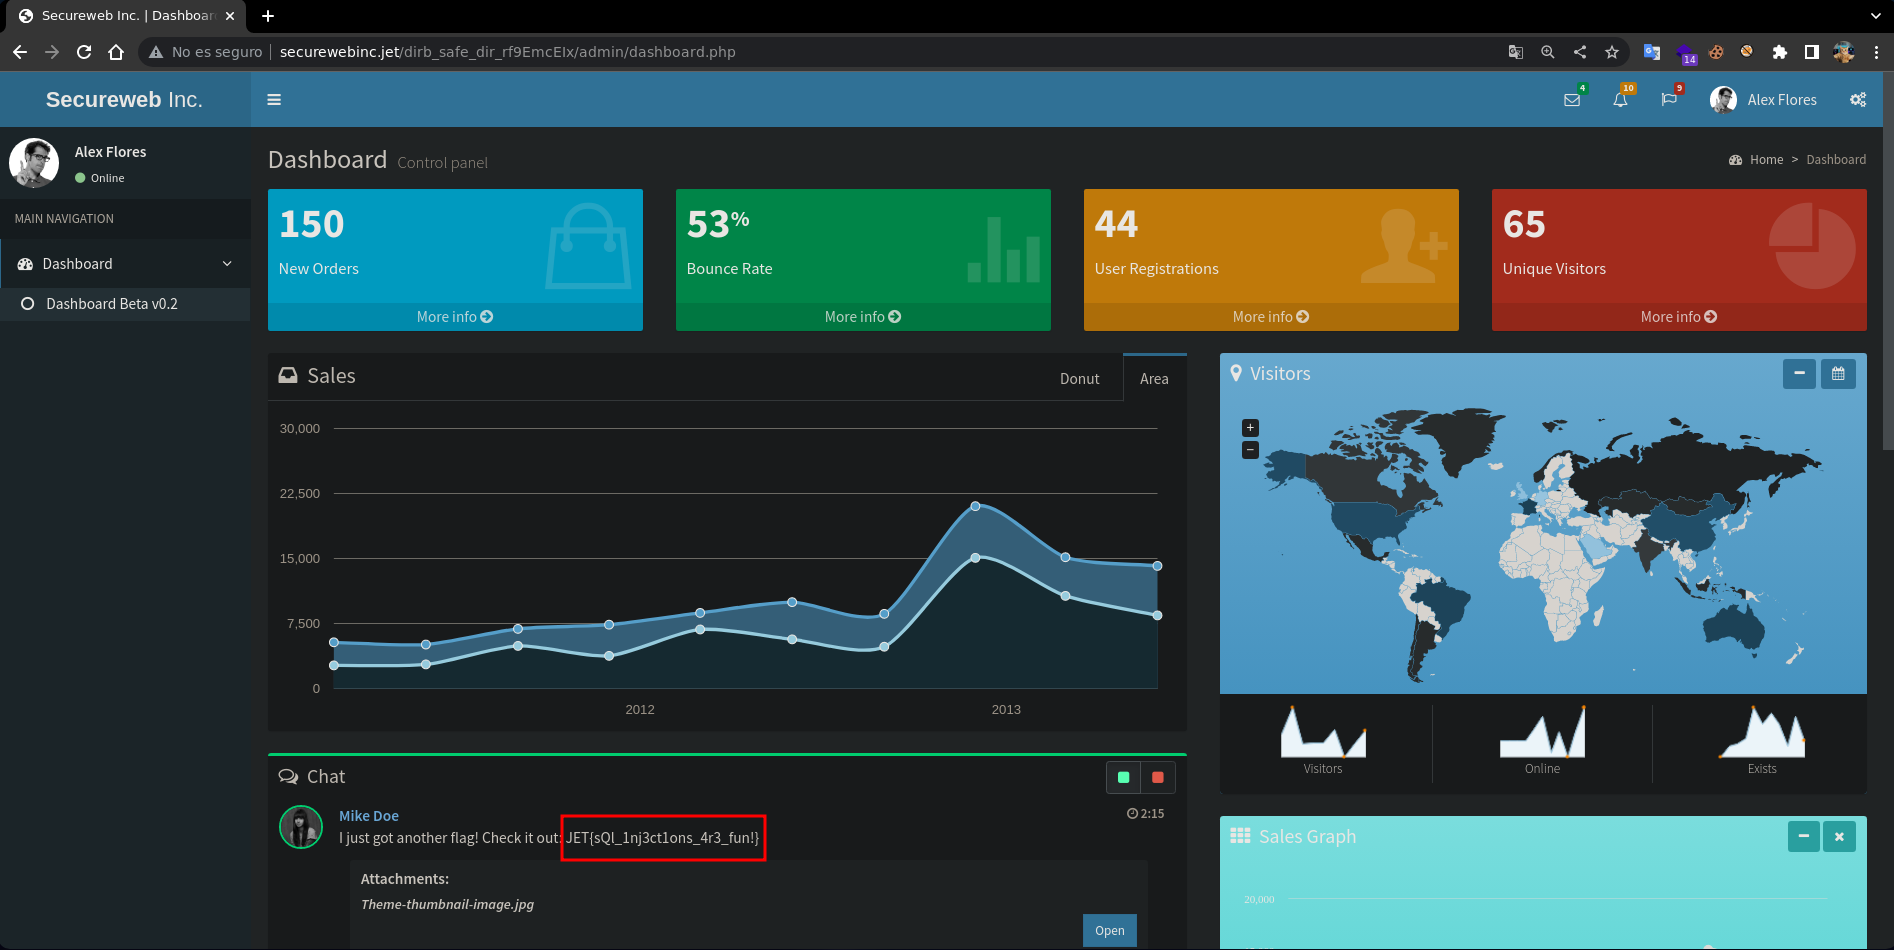 Secureweb Inc. | Dashboar
No es seguro | securewebinc.jet/dirb_safe_dir_rf9EmcEIx/admin/dashboard.php
14
Secureweb Inc.
4
10
9
Alex Flores
Alex Flores
Online
MAIN NAVIGATION
Dashboard
Dashboard Beta v0.2
Dashboard Control panel
Home > Dashboard
150
New Orders
More info
53%
Bounce Rate
More info
44
User Registrations
More info
65
Unique Visitors
More info
Sales
Donut
Area
30,000
22,500
15,000
7,500
0
2012
2013
Visitors
+
−
Visitors
Online
Exists
Chat
Mike Doe
2:15
I just got another flag! Check it out: JET{sQl_1nj3ct1ons_4r3_fun!}
Attachments:
Theme-thumbnail-image.jpg
Open
Sales Graph
20,000